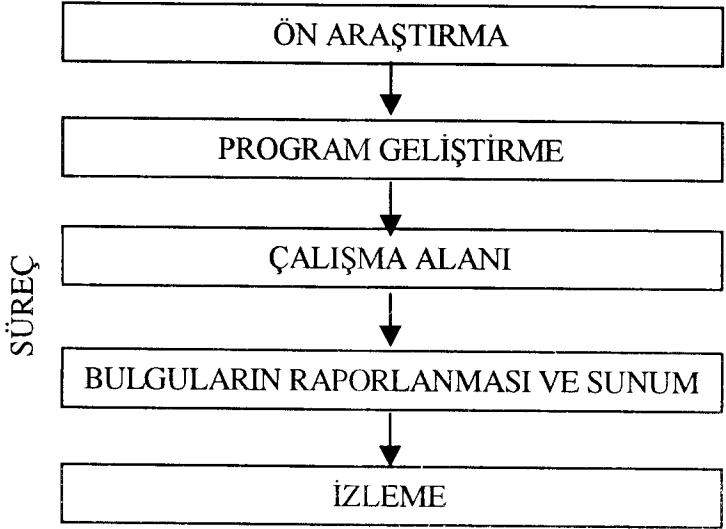 ÖN ARAŞTIRMA
PROGRAM GELİŞTİRME
ÇALIŞMA ALANI
SÜREÇ
BULGULARIN RAPORLANMASI VE SUNUM
İZLEME